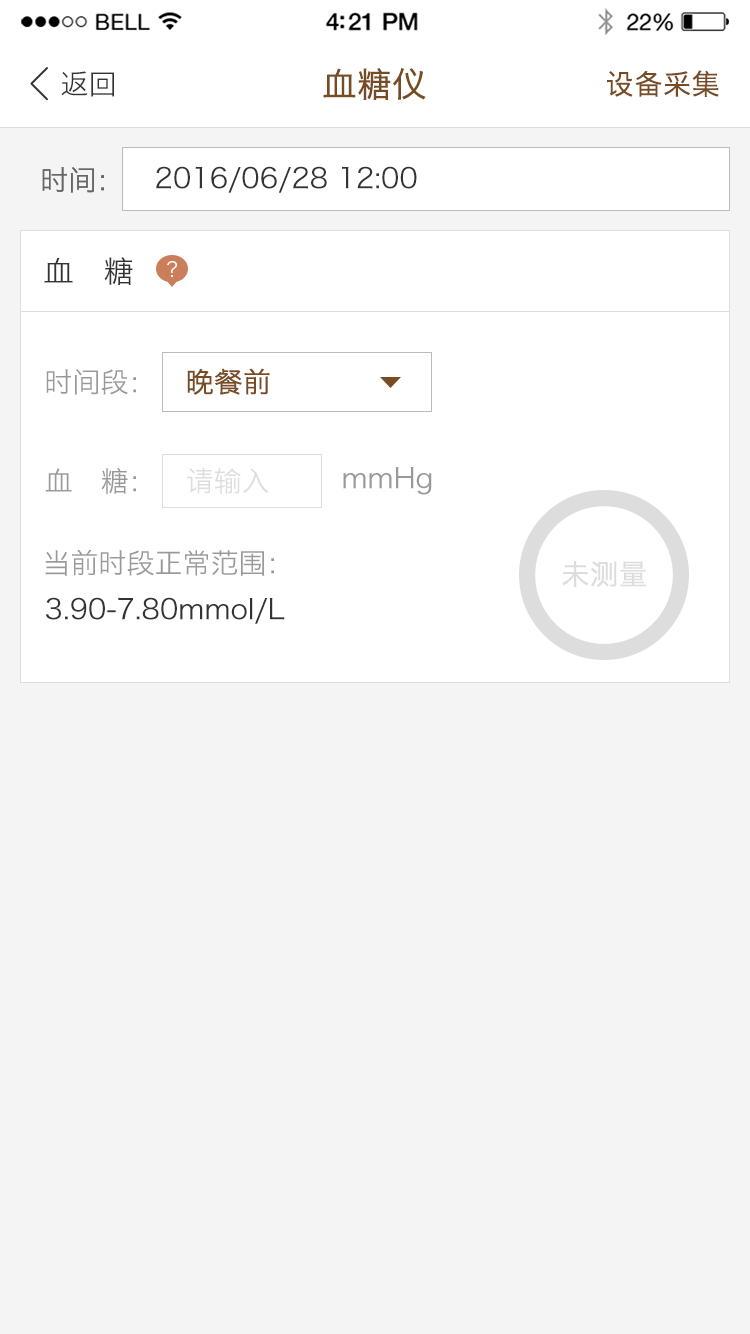 BELL 4:21 PM 22%
返回 血糖仪 设备采集
时间: 2016/06/28 12:00
血 糖 ?
时间段: 晚餐前
血 糖: 请输入 mmHg
当前时段正常范围:
3.90-7.80mmol/L
未测量